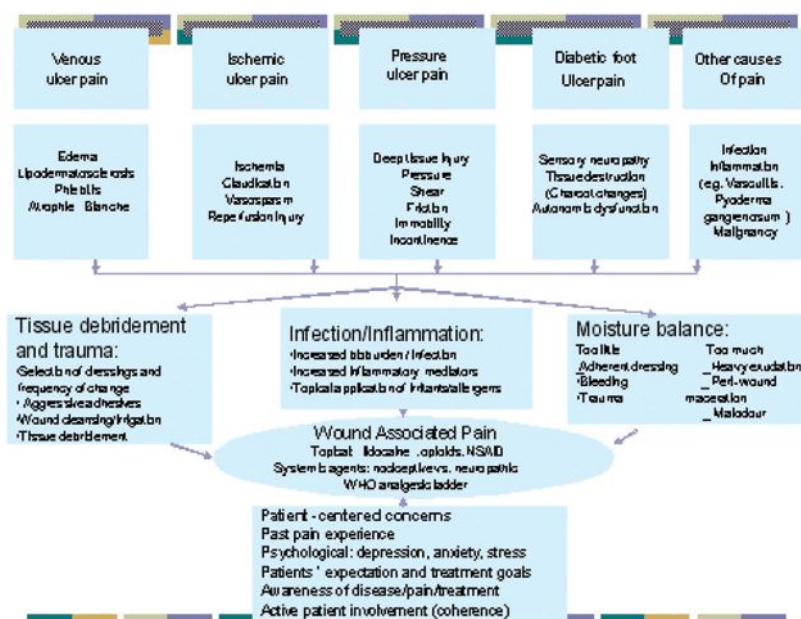 Venous
ulcer pain
Ischemic
ulcer pain
Pressure
ulcer pain
Diabetic foot
Ulcer pain
Other causes
Of pain
Edema
Lipodermatosclerosis
Phlebitis
Atrophie Blanche
Ischemia
Claudication
Vasospasm
Reperfusion Injury
Deep tissue Injury
Pressure
Shear
Friction
Immobility
Incontinence
Sensory neuropathy
Tissue destruction
(Charcot changes)
Autonomic dysfunction
Infection
Inflammation
(e.g. Vasculitis,
Pyoderma
gangrenosum )
Malignancy
Tissue debridement
and trauma:
•Selection of dressings and
frequency of change
• Aggressive adhesives
•Wound cleansing/irrigation
•Tissue debridement
Infection/Inflammation:
•Increased bioburden / Infection
•Increased Inflammatory mediators
•Topical application of Irritants/allergens
Moisture balance:
Too little
_Adherent dressing
_Bleeding
_Trauma
Too much
_Heavy exudation
_ Peri-wound
maceration
_ Malodour
Wound Associated Pain
Topical: lidocaine, opioids, NSAID
Systemic agents: nociceptive vs. neuropathic
WHO analgesic ladder
Patient - centered concerns
Past pain experience
Psychological: depression, anxiety, stress
Patients ' expectation and treatment goals
Awareness of disease/pain/treatment
Active patient involvement (coherence)